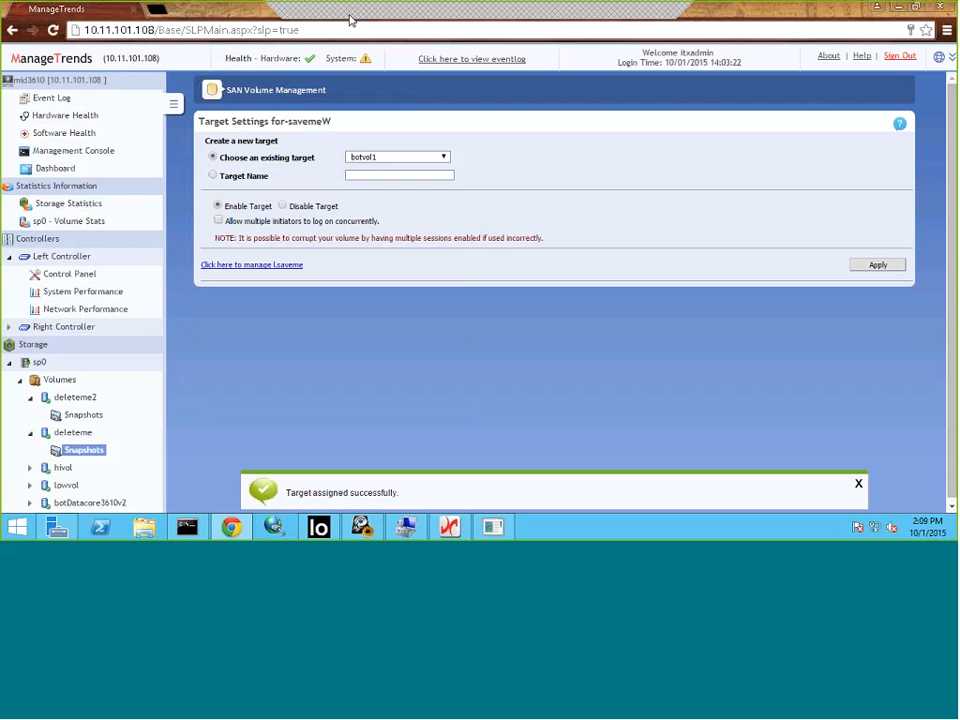 ManageTrends
10.11.101.108/Base/SLPMain.aspx?slp=true
ManageTrends (10.11.101.108)
Health - Hardware: System:
Click here to view eventlog
Welcome itxadmin
Login Time: 10/01/2015 14:03:22
About | Help | Sign Out
mid3610 [10.11.101.108 ]
Event Log
Hardware Health
Software Health
Management Console
Dashboard
Statistics Information
Storage Statistics
sp0 - Volume Stats
Controllers
Left Controller
Control Panel
System Performance
Network Performance
Right Controller
Storage
sp0
Volumes
deleteme2
Snapshots
deleteme
Snapshots
hivol
lowvol
botDatacore3610v2
SAN Volume Management
Target Settings for-savemeW
?
Create a new target
Choose an existing target botvol1
Target Name
Enable Target Disable Target
Allow multiple initiators to log on concurrently.
NOTE: It is possible to corrupt your volume by having multiple sessions enabled if used incorrectly.
Click here to manage Lsaveme
Apply
Target assigned successfully.
X
lo
2:09 PM
10/1/2015